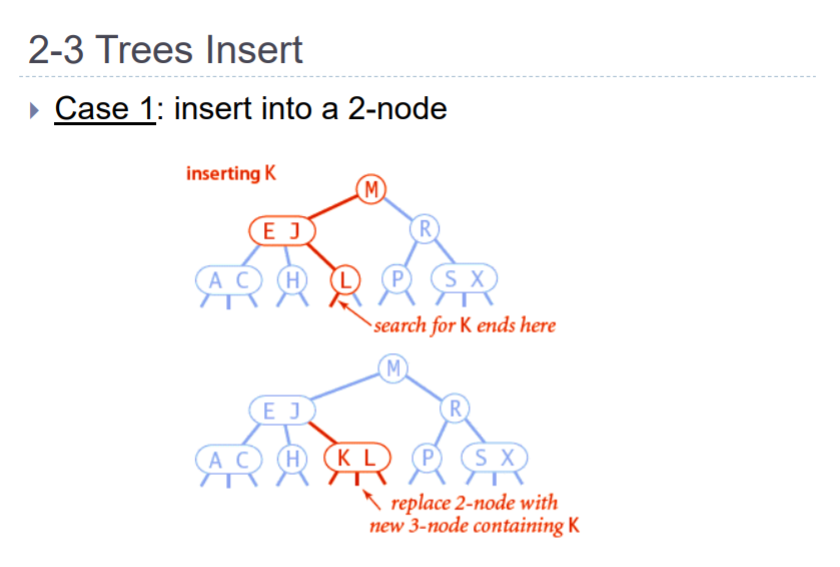 2-3 Trees Insert
Case 1: insert into a 2-node
inserting K
M
E J
R
A C
H
L
P
S X
search for K ends here
M
E J
R
A C
H
K L
P
S X
replace 2-node with
new 3-node containing K